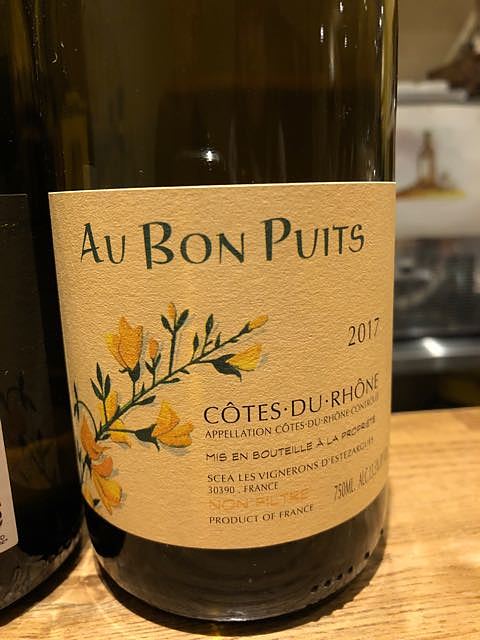 AU BON PUITS
2017
CÔTES·DU·RHÔNE
APPELLATION CÔTES-DU-RHÔNE CONTRÔLÉE
MIS EN BOUTEILLE À LA PROPRIÉTÉ
SCEA LES VIGNERONS D'ESTEZARGUES
30390 . FRANCE
NON-FILTRÉ
750ML. ALC.
PRODUCT OF FRANCE